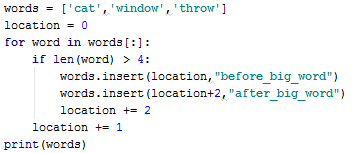 words = ['cat','window','throw']
location = 0
for word in words[:]:
    if len(word) > 4:
        words.insert(location,"before_big_word")
        words.insert(location+2,"after_big_word")
        location += 2
    location += 1
print(words)